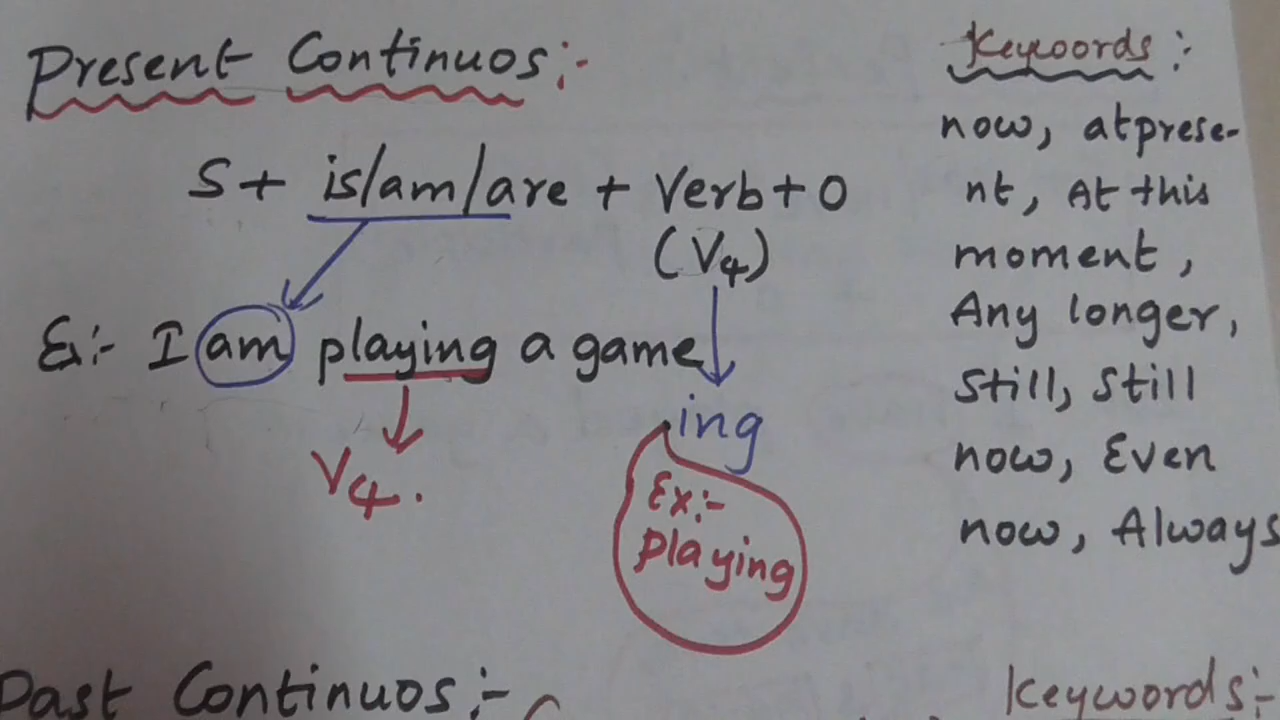 Present Continuos:-
S+ is/am/are + Verb+O
(V4)
Ex:- I am playing a game
ing
V4.
Ex:-
playing
Keywords:
now, atprese-
nt, At this
moment,
Any longer,
Still, Still
now, Even
now, Always
Past Continuos:-
Keywords:-